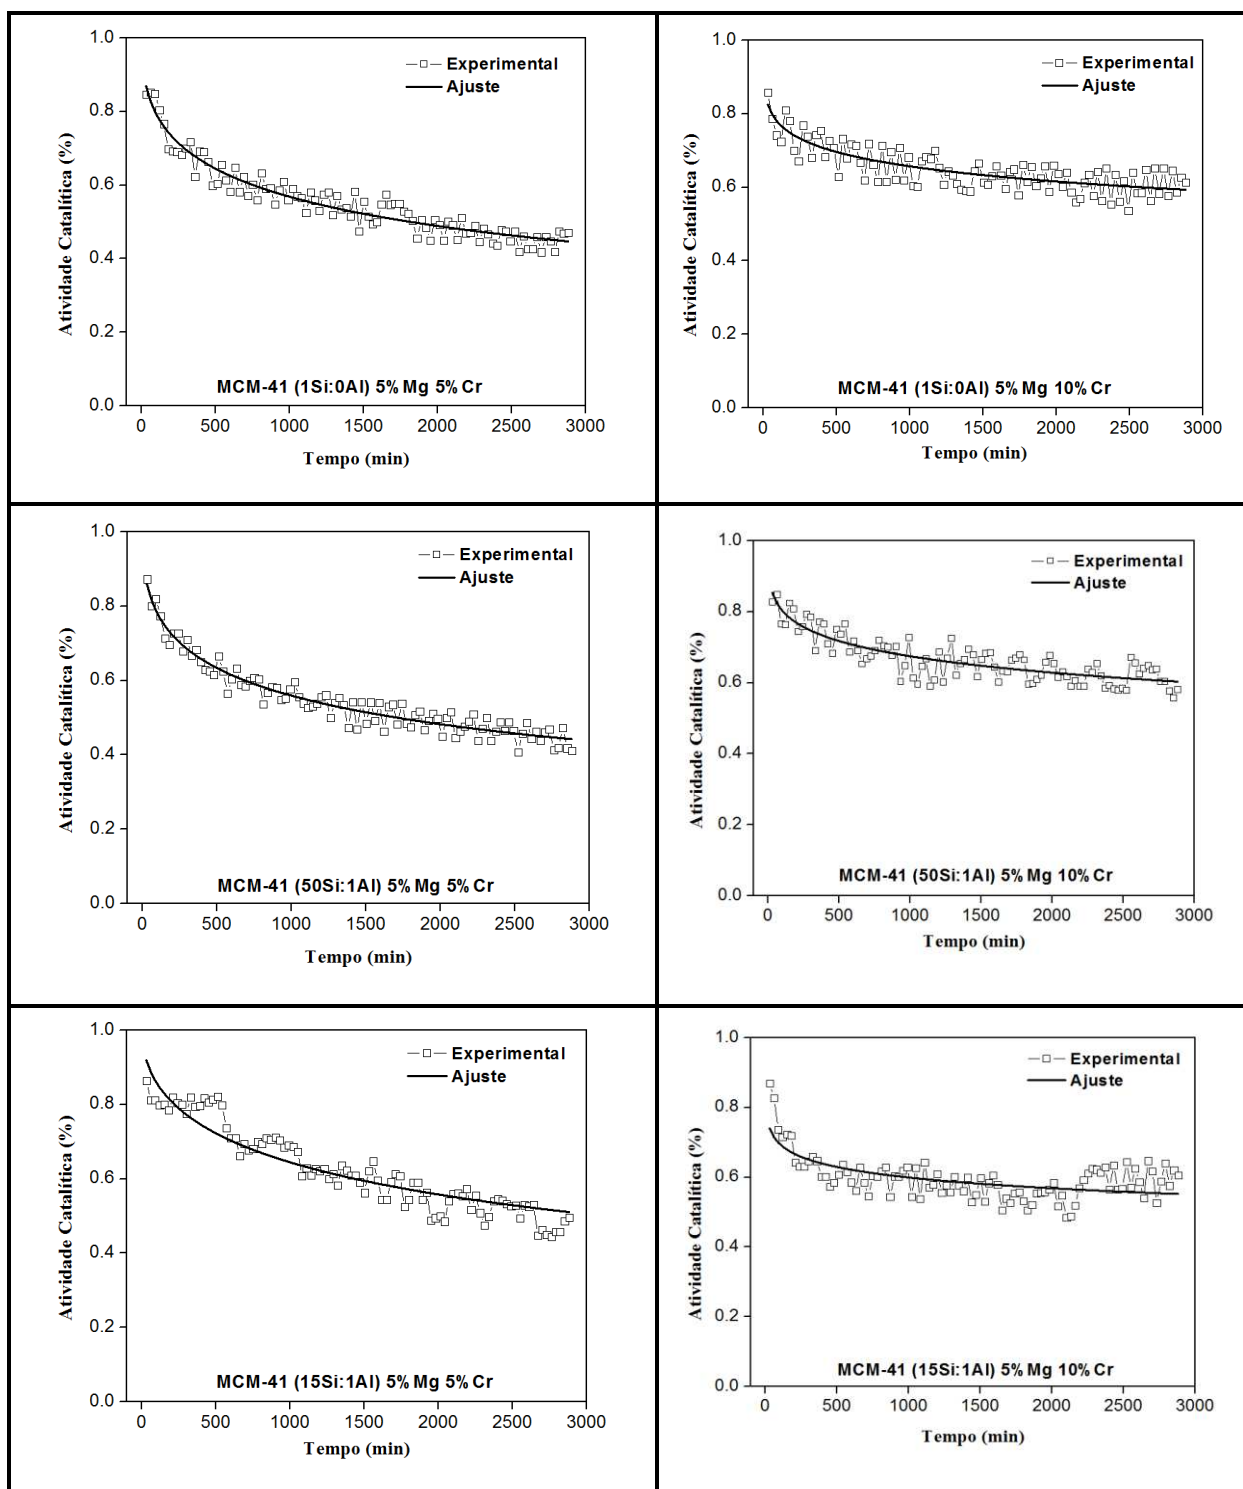 1.0
0.8
0.6
0.4
0.2
0.0
Atividade Catalítica (%)
Experimental
Ajuste
MCM-41 (1Si:0Al) 5% Mg 5% Cr
0 500 1000 1500 2000 2500 3000
Tempo (min)
1.0
0.8
0.6
0.4
0.2
0.0
Atividade Catalítica (%)
Experimental
Ajuste
MCM-41 (1Si:0Al) 5% Mg 10% Cr
0 500 1000 1500 2000 2500 3000
Tempo (min)
1.0
0.8
0.6
0.4
0.2
0.0
Atividade Catalítica (%)
Experimental
Ajuste
MCM-41 (50Si:1Al) 5% Mg 5% Cr
0 500 1000 1500 2000 2500 3000
Tempo (min)
1.0
0.8
0.6
0.4
0.2
0.0
Atividade Catalítica (%)
Experimental
Ajuste
MCM-41 (50Si:1Al) 5% Mg 10% Cr
0 500 1000 1500 2000 2500 3000
Tempo (min)
1.0
0.8
0.6
0.4
0.2
0.0
Atividade Catalítica (%)
Experimental
Ajuste
MCM-41 (15Si:1Al) 5% Mg 5% Cr
0 500 1000 1500 2000 2500 3000
Tempo (min)
1.0
0.8
0.6
0.4
0.2
0.0
Atividade Catalítica (%)
Experimental
Ajuste
MCM-41 (15Si:1Al) 5% Mg 10% Cr
0 500 1000 1500 2000 2500 3000
Tempo (min)